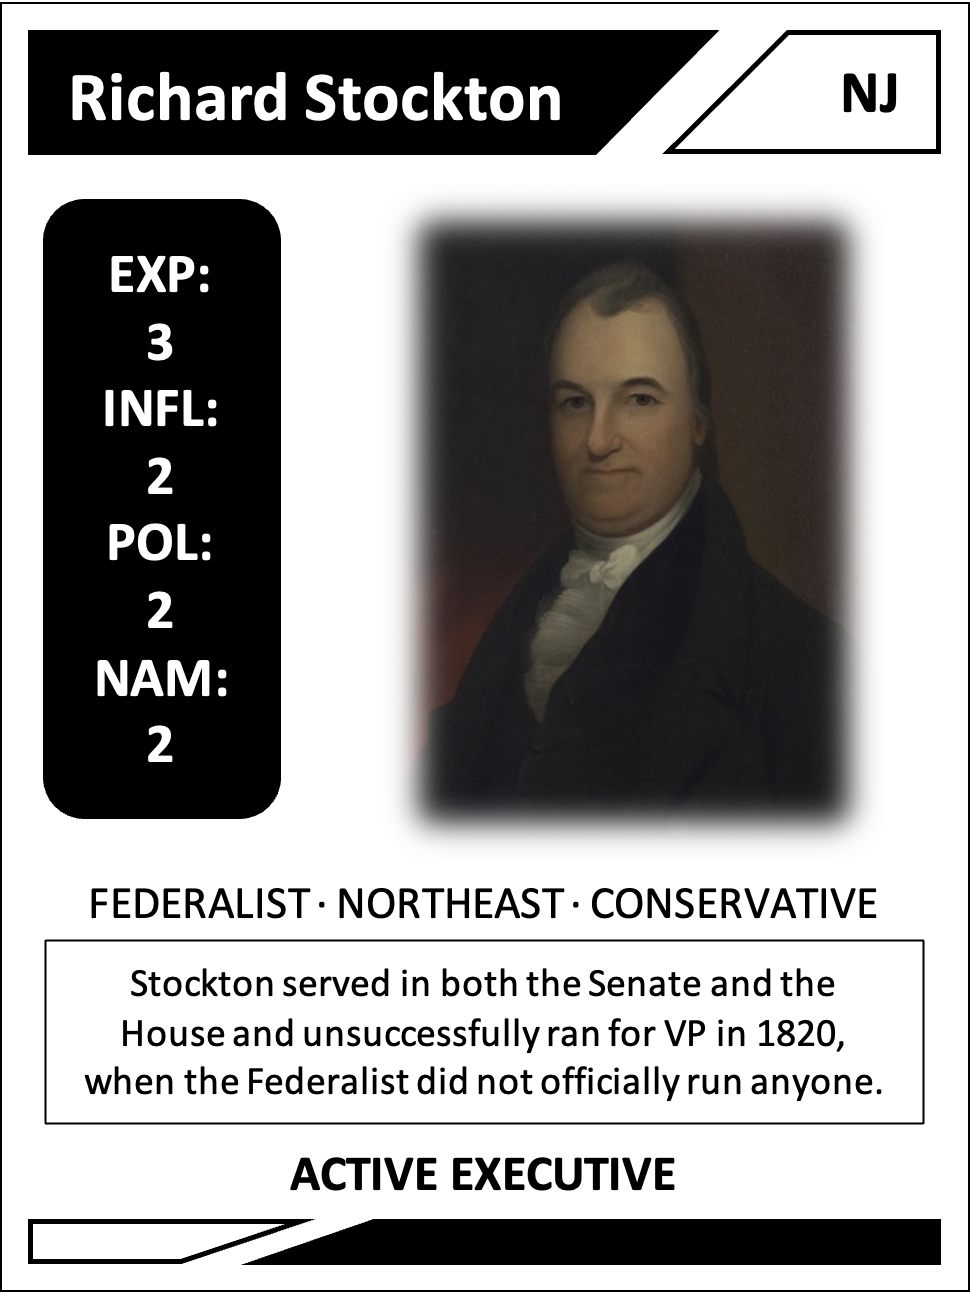 Richard Stockton
NJ
EXP:
3
INFL:
2
POL:
2
NAM:
2
FEDERALIST · NORTHEAST · CONSERVATIVE
Stockton served in both the Senate and the
House and unsuccessfully ran for VP in 1820,
when the Federalist did not officially run anyone.
ACTIVE EXECUTIVE